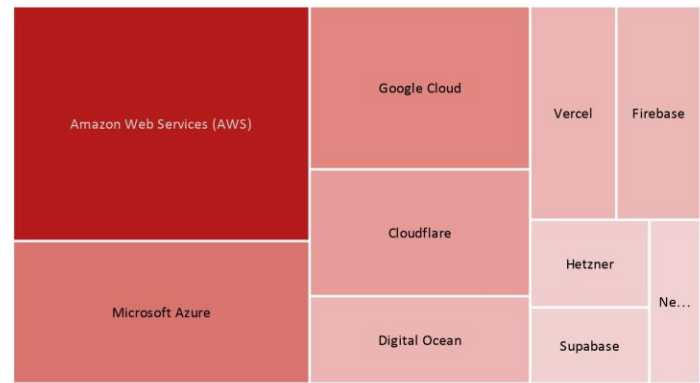 Amazon Web Services (AWS)
Microsoft Azure
Google Cloud
Cloudflare
Digital Ocean
Vercel
Firebase
Hetzner
Supabase
Ne...